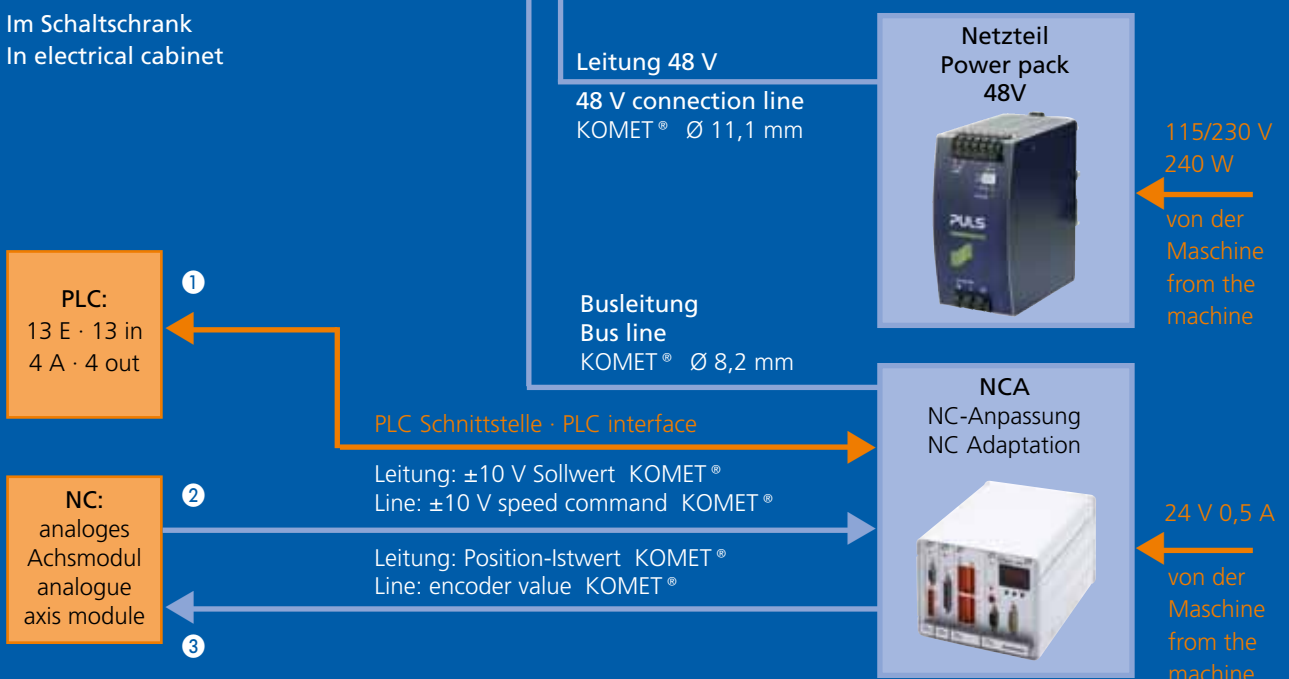 Im Schaltschrank
In electrical cabinet
Leitung 48 V
48 V connection line
KOMET® Ø 11,1 mm
Netzteil
Power pack
48V
PULS
115/230 V
240 W
von der
Maschine
from the
machine
Busleitung
Bus line
KOMET® Ø 8,2 mm
1
PLC:
13 E · 13 in
4 A · 4 out
PLC Schnittstelle · PLC interface
NCA
NC-Anpassung
NC Adaptation
2
NC:
analoges
Achsmodul
analogue
axis module
3
Leitung: ±10 V Sollwert KOMET®
Line: ±10 V speed command KOMET®
Leitung: Position-Istwert KOMET®
Line: encoder value KOMET®
24 V 0,5 A
von der
Maschine
from the
machine